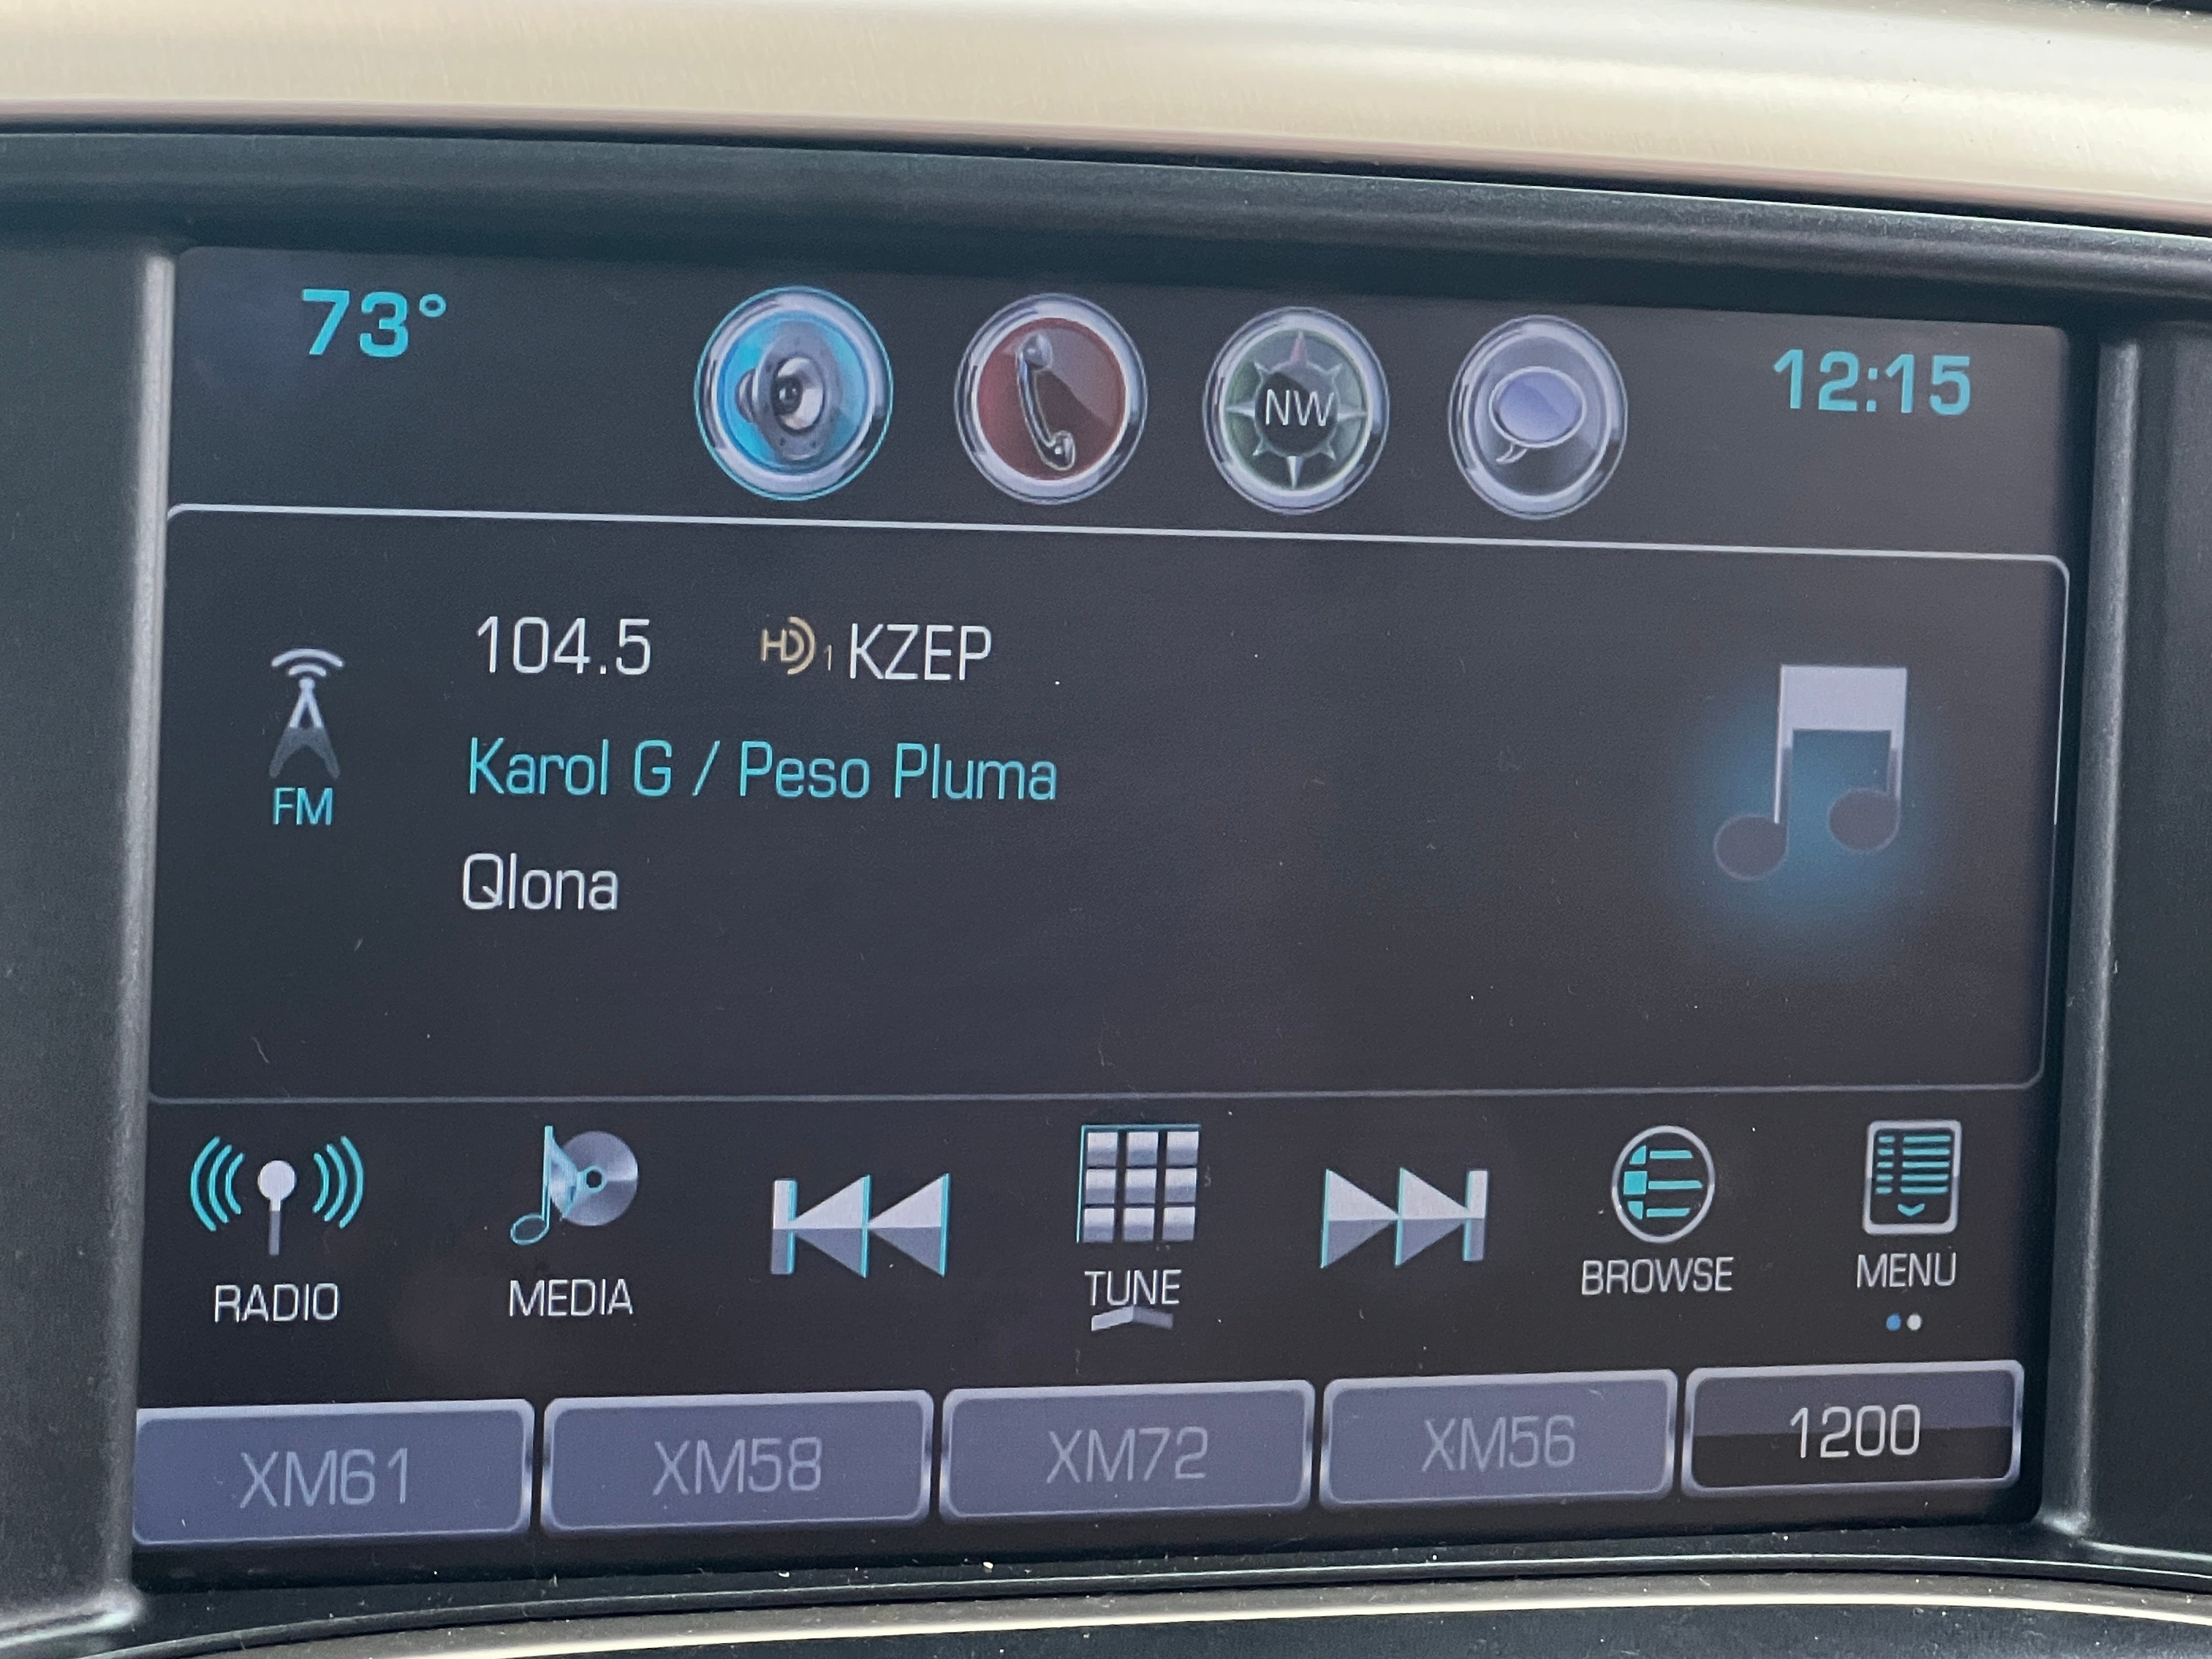 73° NW 12:15
104.5 HD 1 KZEP
Karol G / Peso Pluma
FM
Qlona
RADIO MEDIA TUNE BROWSE MENU
XM61 XM58 XM72 XM56 1200